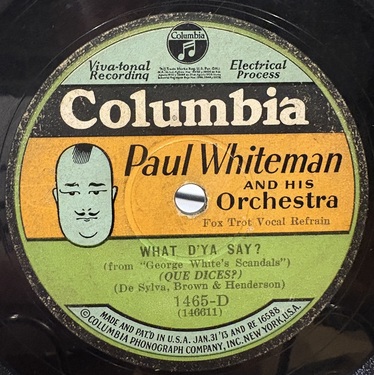 Columbia
Viva-tonal Recording
Electrical Process
Columbia
Paul Whiteman
AND HIS
Orchestra
Fox Trot Vocal Refrain
WHAT D'YA SAY?
(from "George White's Scandals")
(QUE DICES?)
(De Sylva, Brown & Henderson)
1465-D
(146611)
MADE AND PAT'D IN U.S.A. JAN. 31 '13 AND RE 16588
©COLUMBIA PHONOGRAPH COMPANY, INC. NEW YORK, U.S.A.